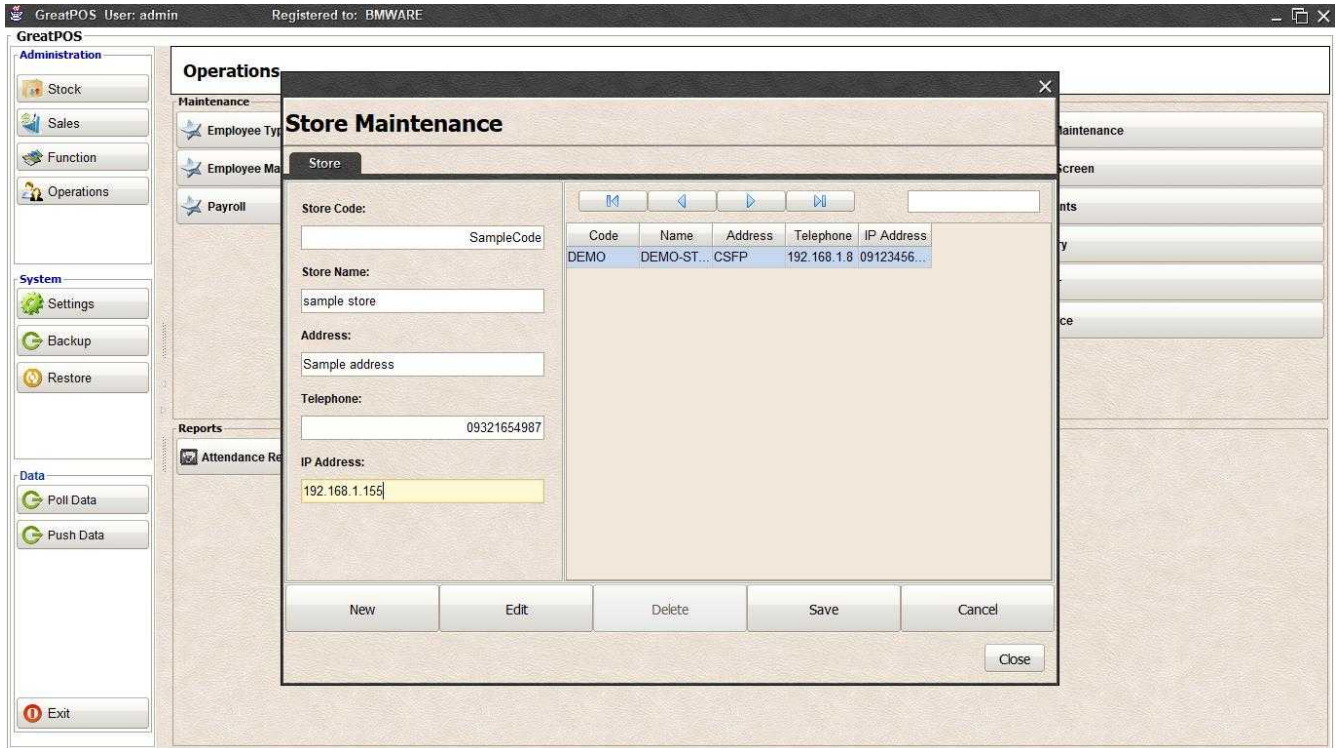 GreatPOS User: admin Registered to: BMWARE
GreatPOS
Administration
Stock
Sales
Function
Operations
System
Settings
Backup
Restore
Data
Poll Data
Push Data
Exit
Operations
Maintenance
Employee Typ
Employee Ma
Payroll
Reports
Attendance Re
Store Maintenance
Store
Store Code:
SampleCode
Store Name:
sample store
Address:
Sample address
Telephone:
09321654987
IP Address:
192.168.1.155
Code Name Address Telephone IP Address
DEMO DEMO-ST... CSFP 192.168.1.8 09123456...
New Edit Delete Save Cancel
Close
Maintenance
Screen
nts
ry
ce